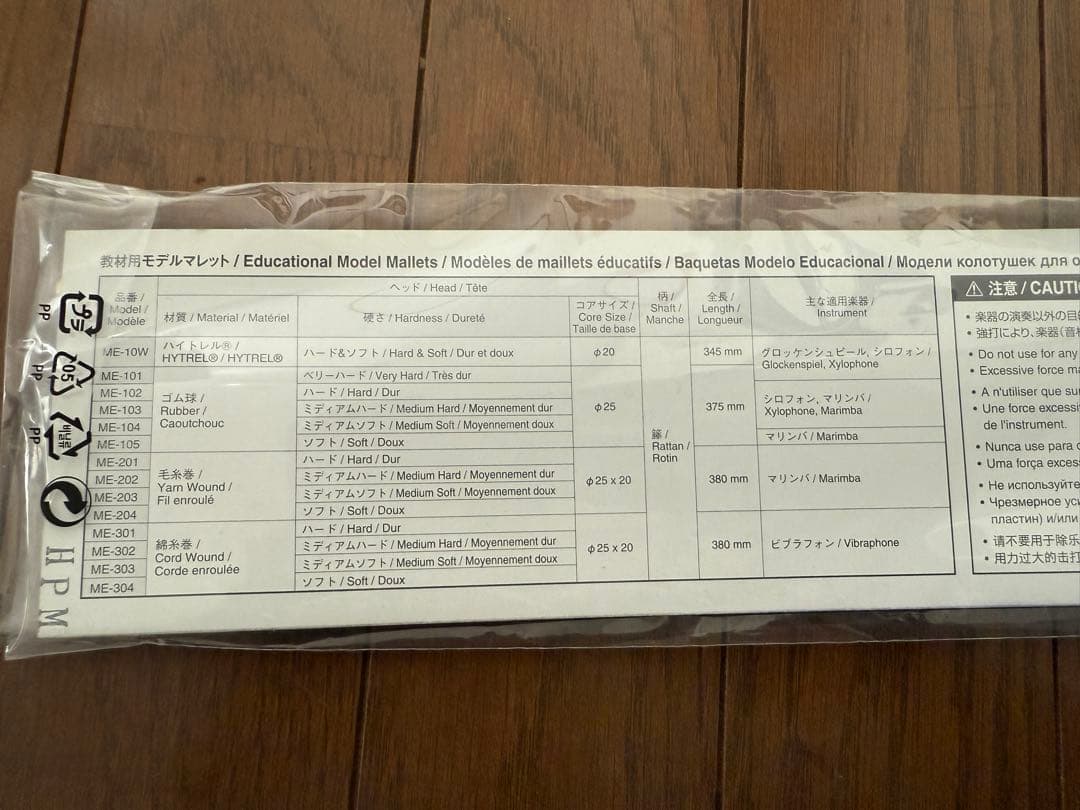 教材用モデルマレット / Educational Model Mallets / Modèles de maillets éducatifs / Baquetas Modelo Educacional / Модели колотушек для
品番 / Model / Modèle
ヘッド / Head / Tête
材質 / Material / Matériel
硬さ / Hardness / Dureté
コアサイズ / Core Size / Taille de base
柄 / Shaft / Manche
全長 / Length / Longueur
主な適用楽器 / Instrument
ME-10W
ハイトレル® / HYTREL® / HYTREL®
ハード&ソフト / Hard & Soft / Dur et doux
φ20
345 mm
グロッケンシュピール, シロフォン / Glockenspiel, Xylophone
ME-101
ベリーハード / Very Hard / Très dur
ME-102
ハード / Hard / Dur
ME-103
ゴム球 / Rubber / Caoutchouc
ミディアムハード / Medium Hard / Moyennement dur
φ25
375 mm
シロフォン, マリンバ / Xylophone, Marimba
ME-104
ミディアムソフト / Medium Soft / Moyennement doux
ME-105
ソフト / Soft / Doux
マリンバ / Marimba
籐 / Rattan / Rotin
ME-201
ハード / Hard / Dur
ME-202
毛糸巻 / Yarn Wound / Fil enroulé
ミディアムハード / Medium Hard / Moyennement dur
φ25 x 20
380 mm
マリンバ / Marimba
ME-203
ミディアムソフト / Medium Soft / Moyennement doux
ME-204
ソフト / Soft / Doux
ME-301
ハード / Hard / Dur
ME-302
綿糸巻 / Cord Wound / Corde enroulée
ミディアムハード / Medium Hard / Moyennement dur
φ25 x 20
380 mm
ビブラフォン / Vibraphone
ME-303
ミディアムソフト / Medium Soft / Moyennement doux
ME-304
ソフト / Soft / Doux
注意 / CAUTI
• 楽器の演奏以外の目
• 強打により、楽器(音
• Do not use for any
• Excessive force
• A n'utiliser que
• Une force excessi
de l'instrument.
• Nunca use para
• Uma força excess
• Не используйте
• Чрезмерное
пластин) и/или
• 请不要用于除乐
• 用力过大的击打
プラ
PP
05
PP
비닐류
PP
HPM